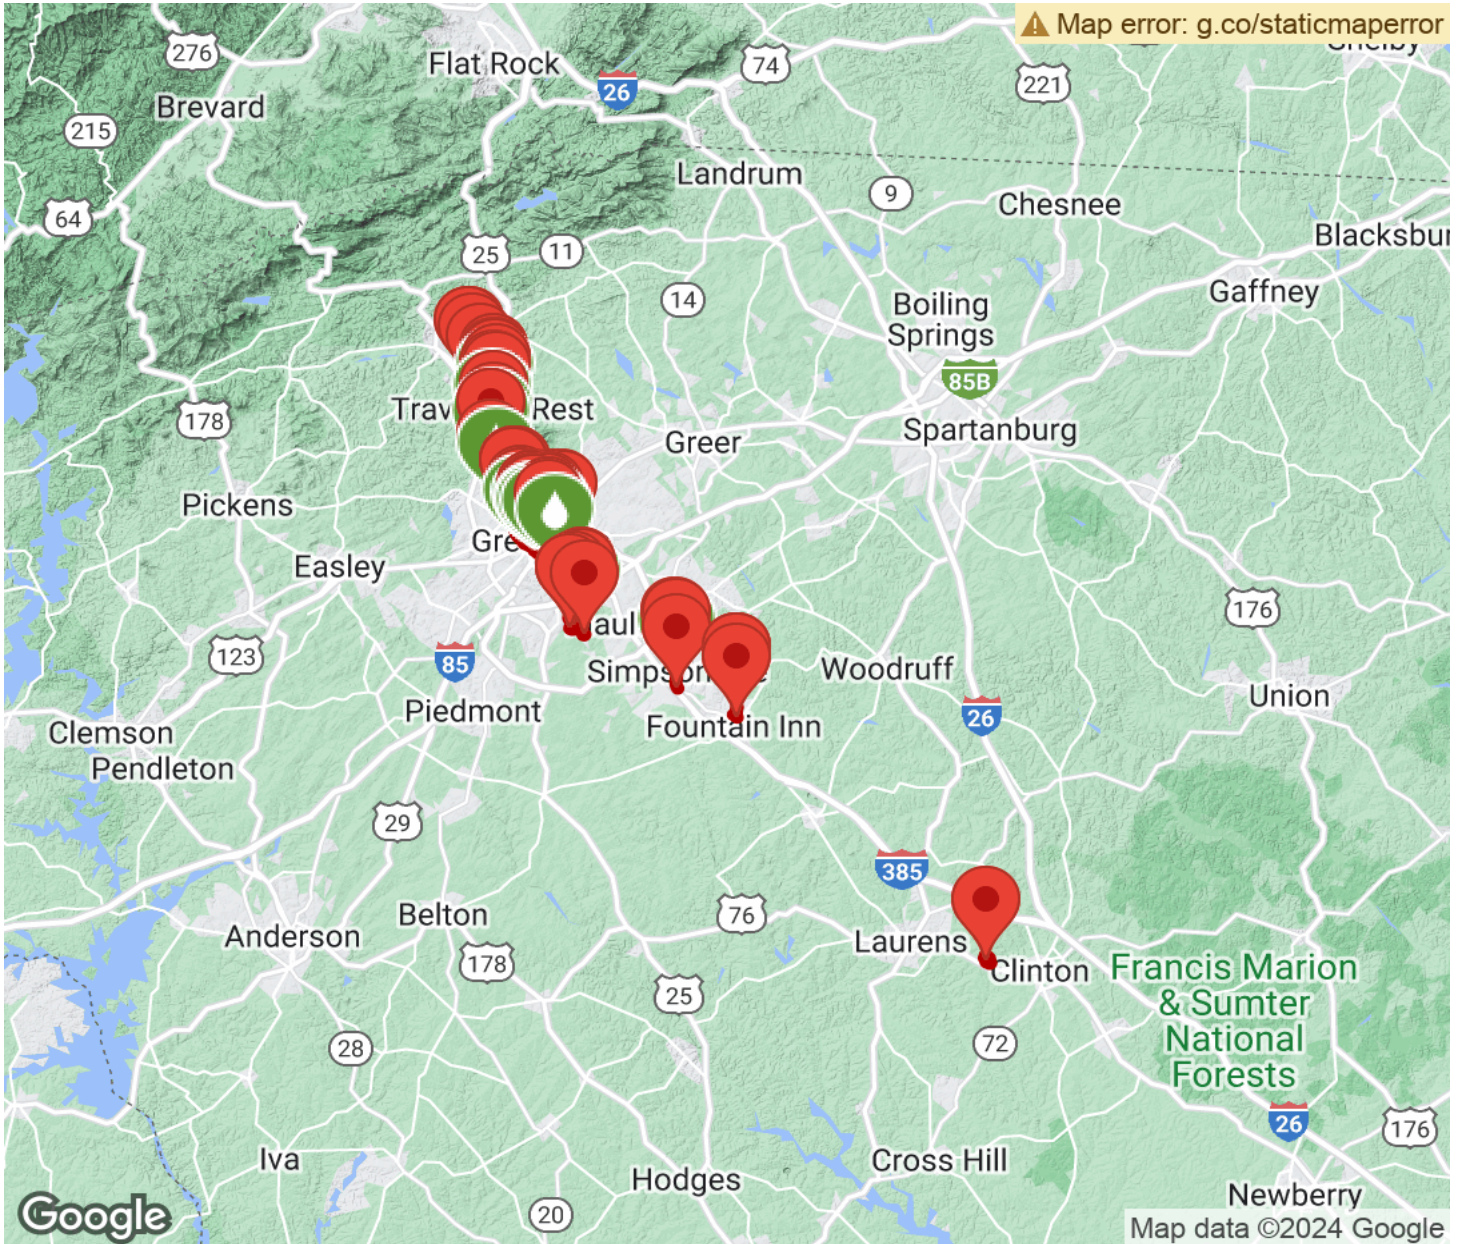 Map error: g.co/staticmaperror
276
Flat Rock
74
26
221
Brevard
215
Landrum
9
64
Chesnee
25
11
Blacksbur
14
Gaffney
Boiling
Springs
85B
178
Trav
Rest
Greer
Spartanburg
Pickens
Gre
Easley
176
aul
123
85
Simpson
e
Woodruff
Union
26
Piedmont
Fountain Inn
Clemson
Pendleton
29
385
76
Belton
Anderson
Laurens
178
Clinton
Francis Marion
& Sumter
National
Forests
25
28
72
26
176
Iva
Cross Hill
Hodges
Newberry
20
Google
Map data ©2024 Google